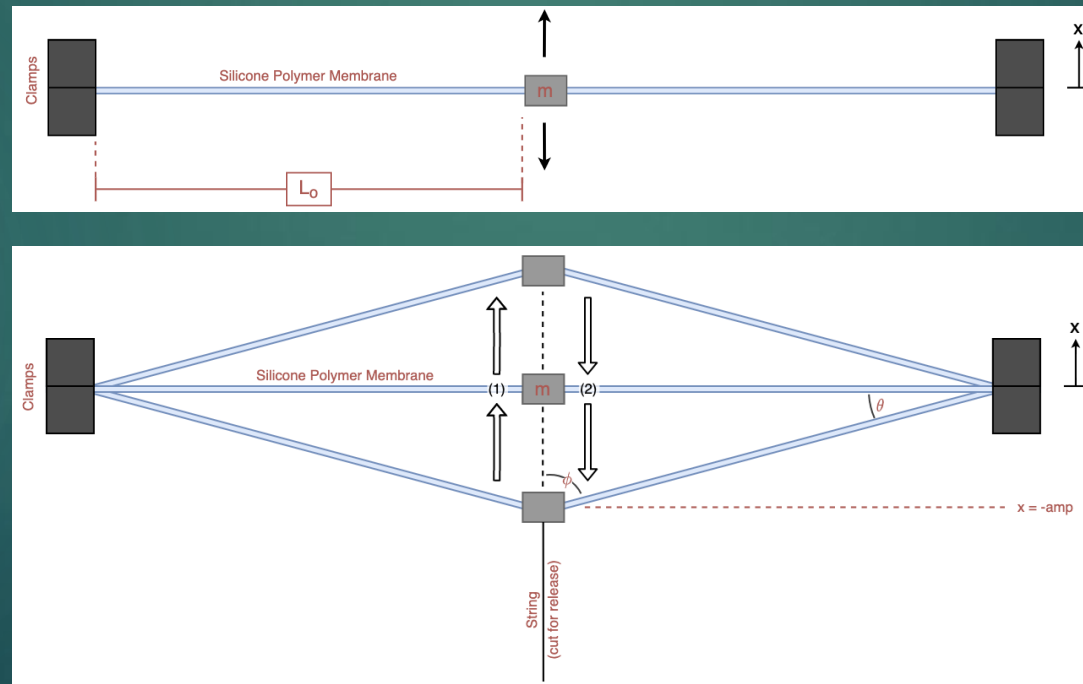 x
Clamps
Silicone Polymer Membrane
m
Lo
x
Clamps
Silicone Polymer Membrane
(1)
m
(2)
θ
ϕ
x = -amp
String
(cut for release)